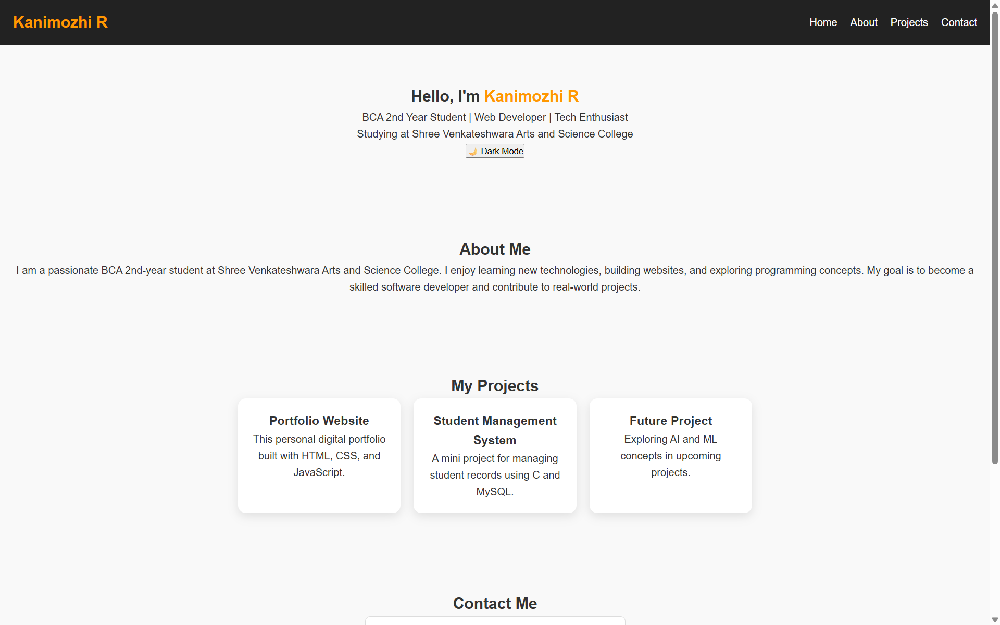 Kanimozhi R
Home About Projects Contact
Hello, I'm Kanimozhi R
BCA 2nd Year Student | Web Developer | Tech Enthusiast
Studying at Shree Venkateshwara Arts and Science College
🌙 Dark Mode
About Me
I am a passionate BCA 2nd-year student at Shree Venkateshwara Arts and Science College. I enjoy learning new technologies, building websites, and exploring programming concepts. My goal is to become a
skilled software developer and contribute to real-world projects.
My Projects
Portfolio Website
This personal digital portfolio
built with HTML, CSS, and
JavaScript.
Student Management
System
A mini project for managing
student records using C and
MySQL.
Future Project
Exploring AI and ML
concepts in upcoming
projects.
Contact Me